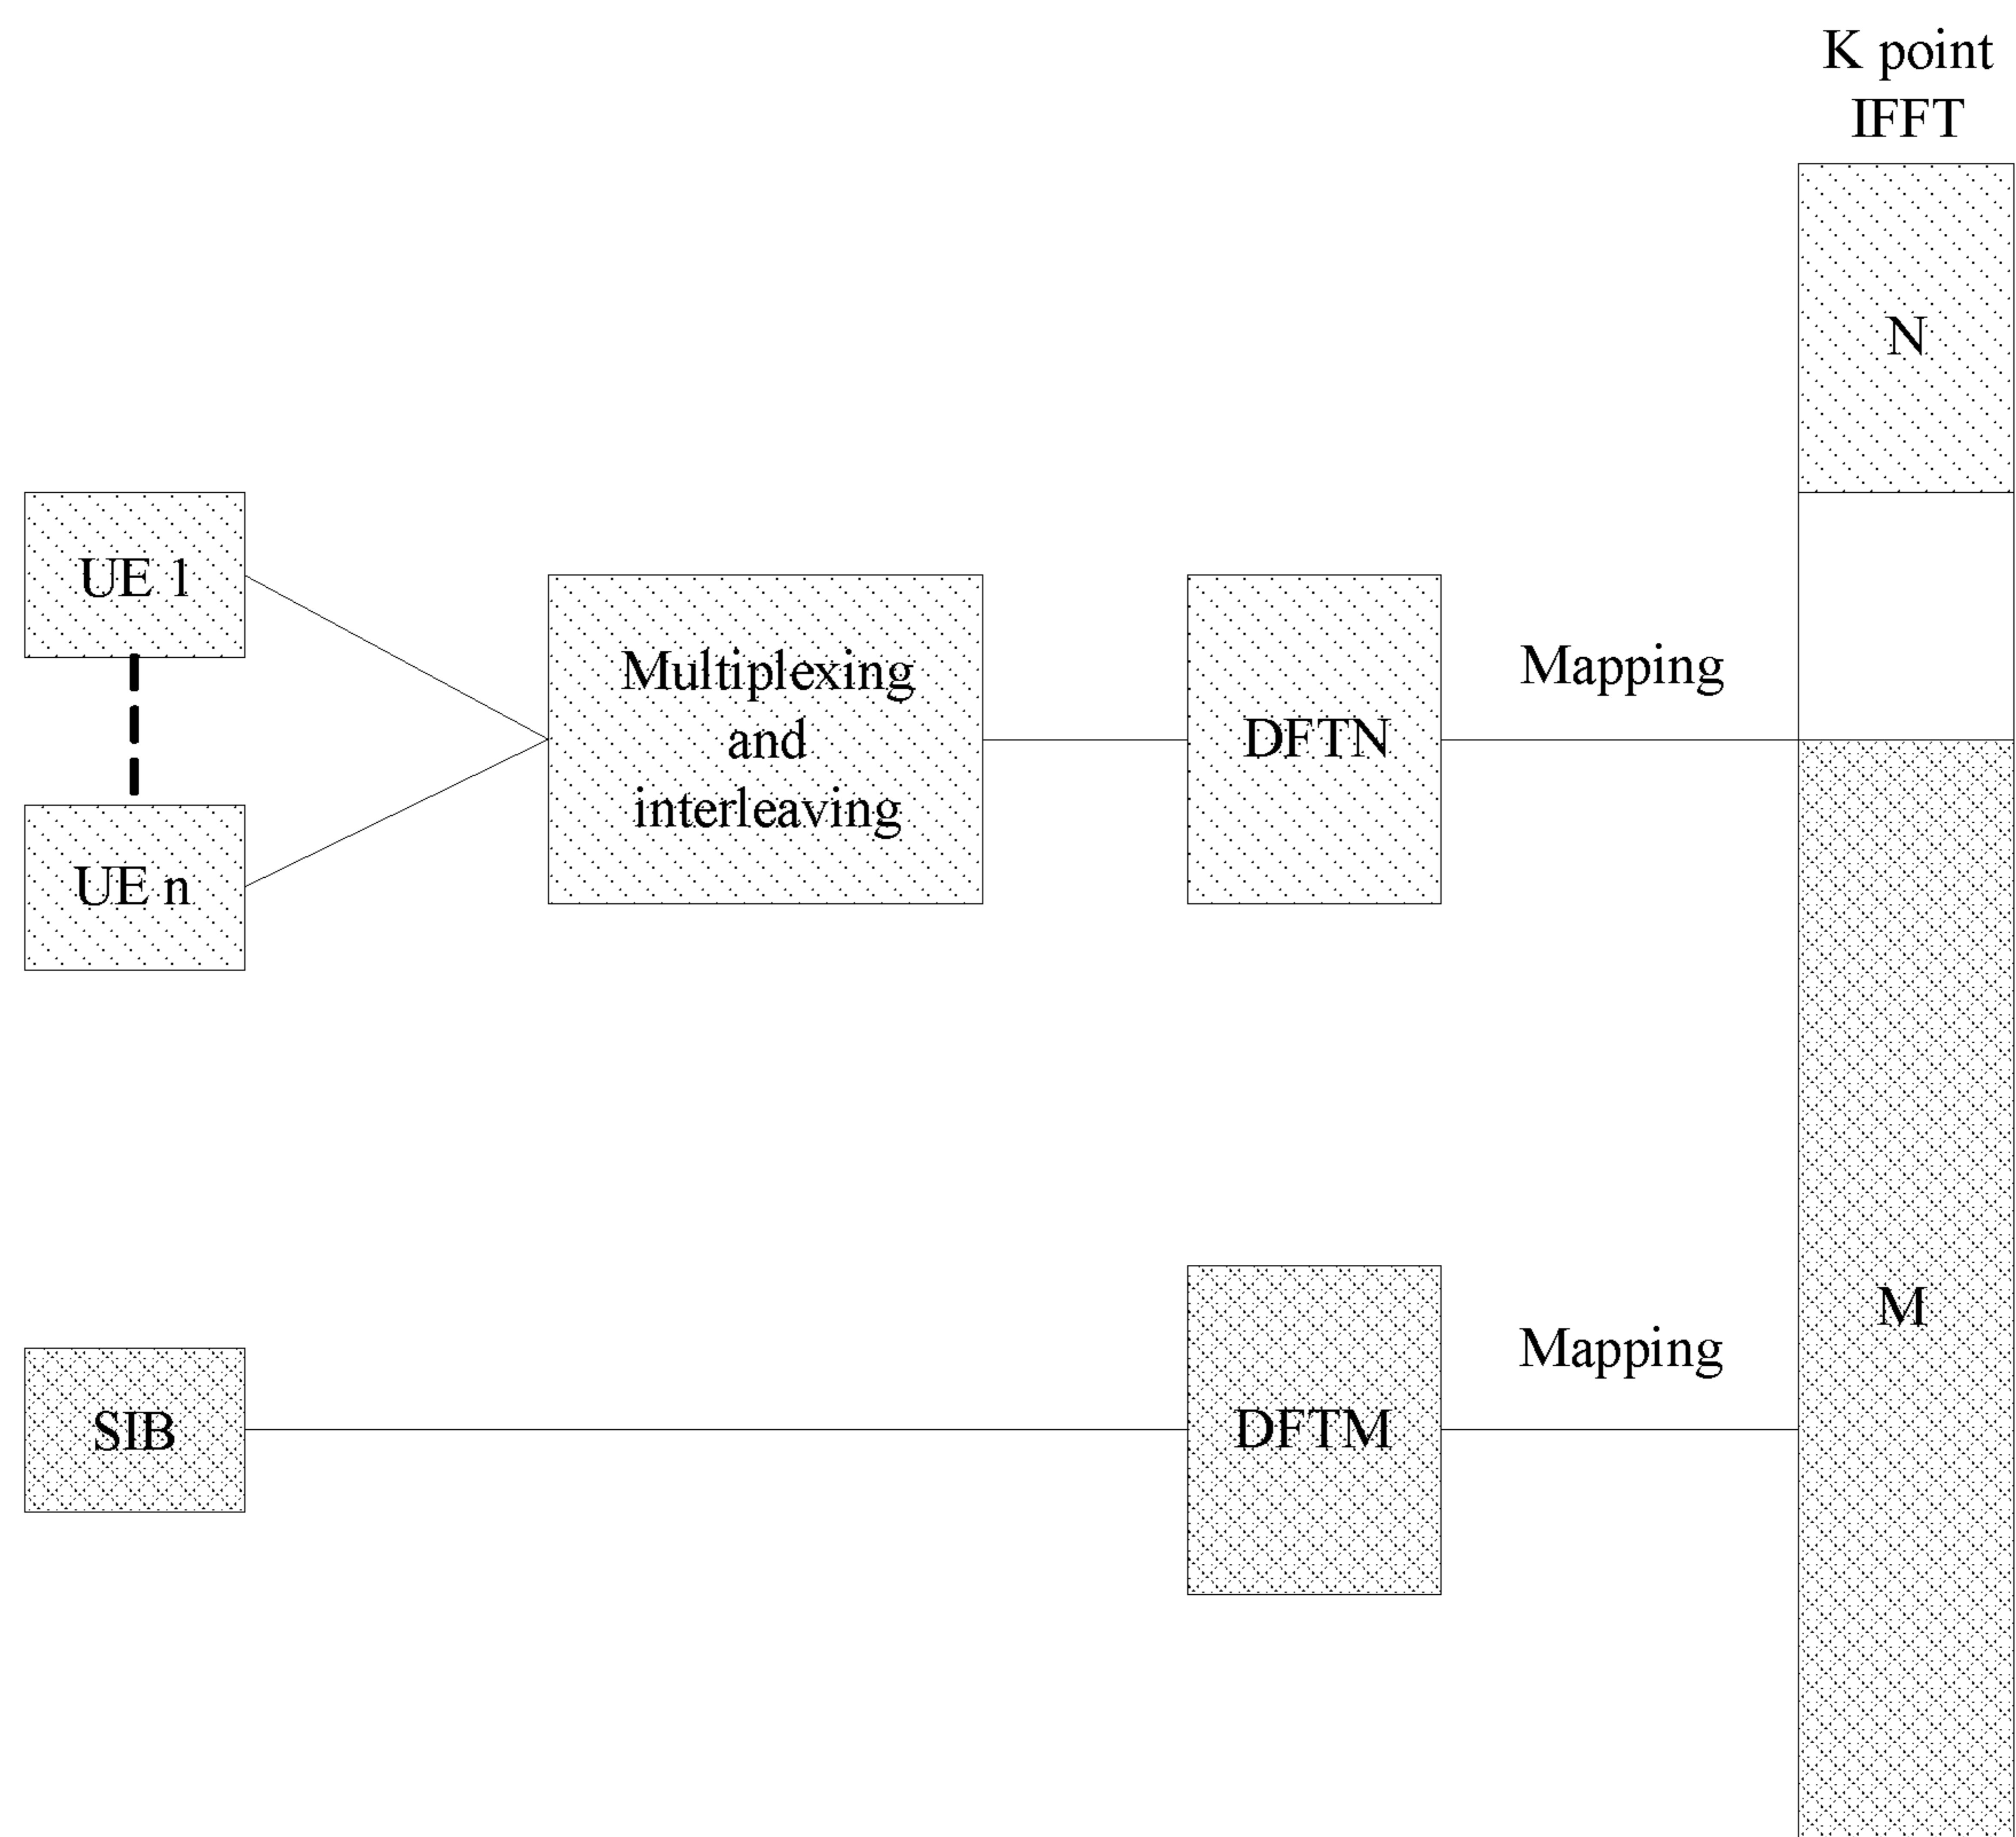 K point
IFFT
N
UE 1
Multiplexing
and
interleaving
DFTN
Mapping
UE n
M
SIB
DFTM
Mapping